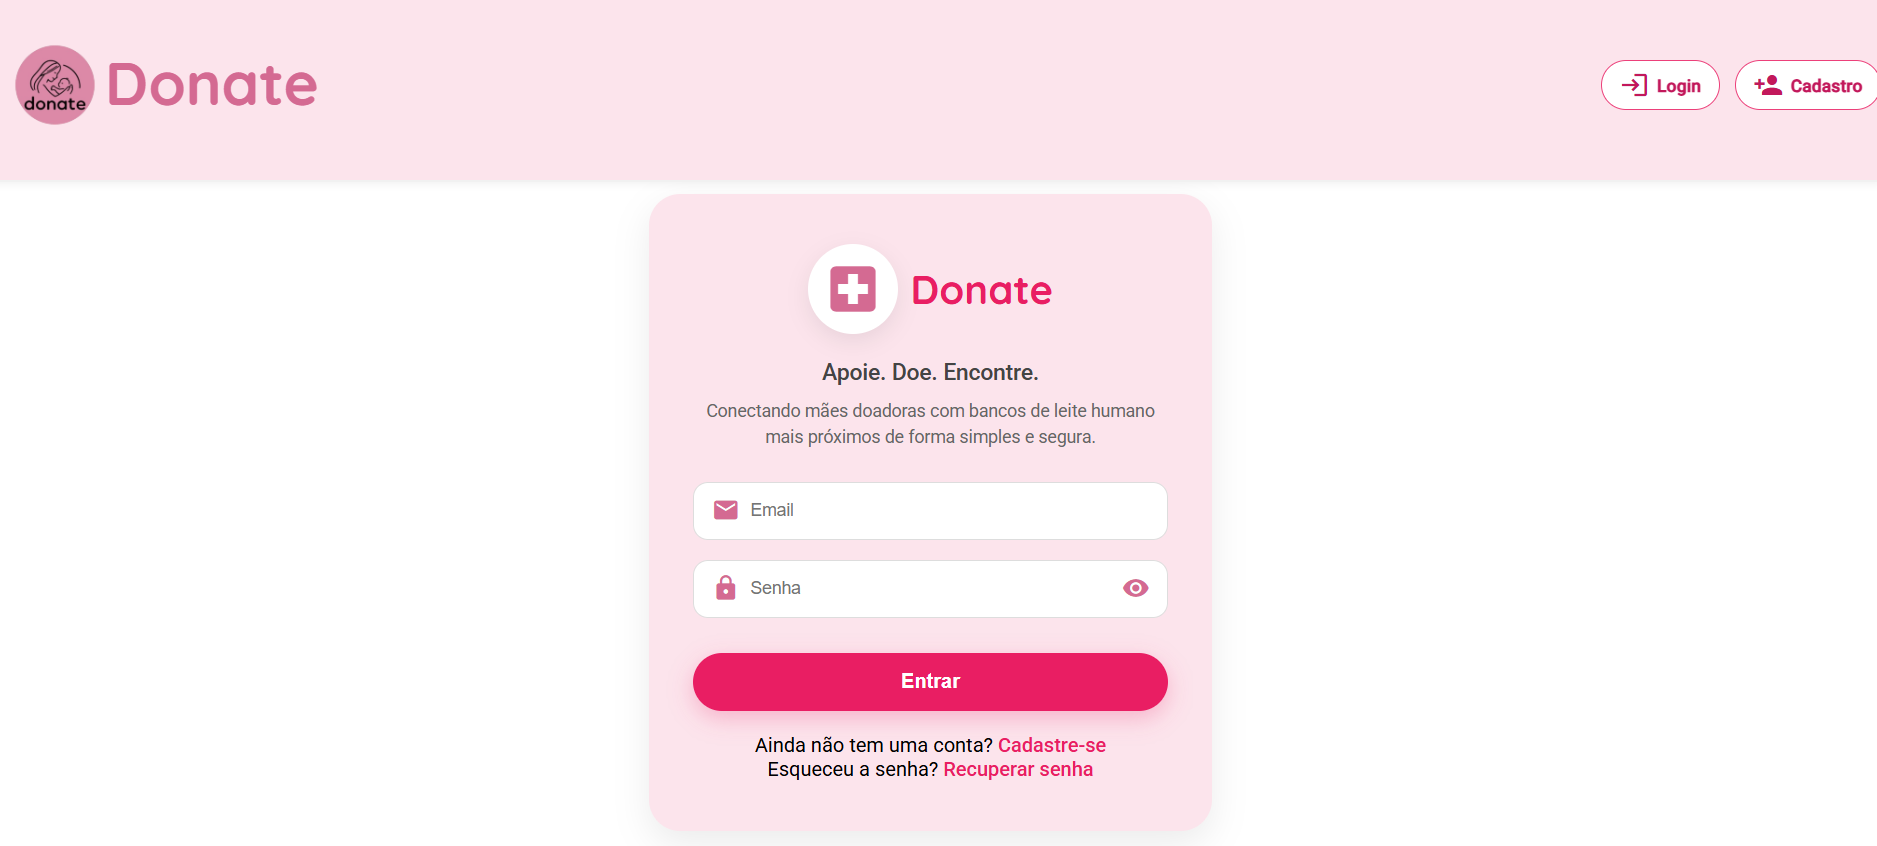 donate
Donate
Login
Cadastro
Donate
Apoie. Doe. Encontre.
Conectando mães doadoras com bancos de leite humano
mais próximos de forma simples e segura.
Email
Senha
Entrar
Ainda não tem uma conta? Cadastre-se
Esqueceu a senha? Recuperar senha